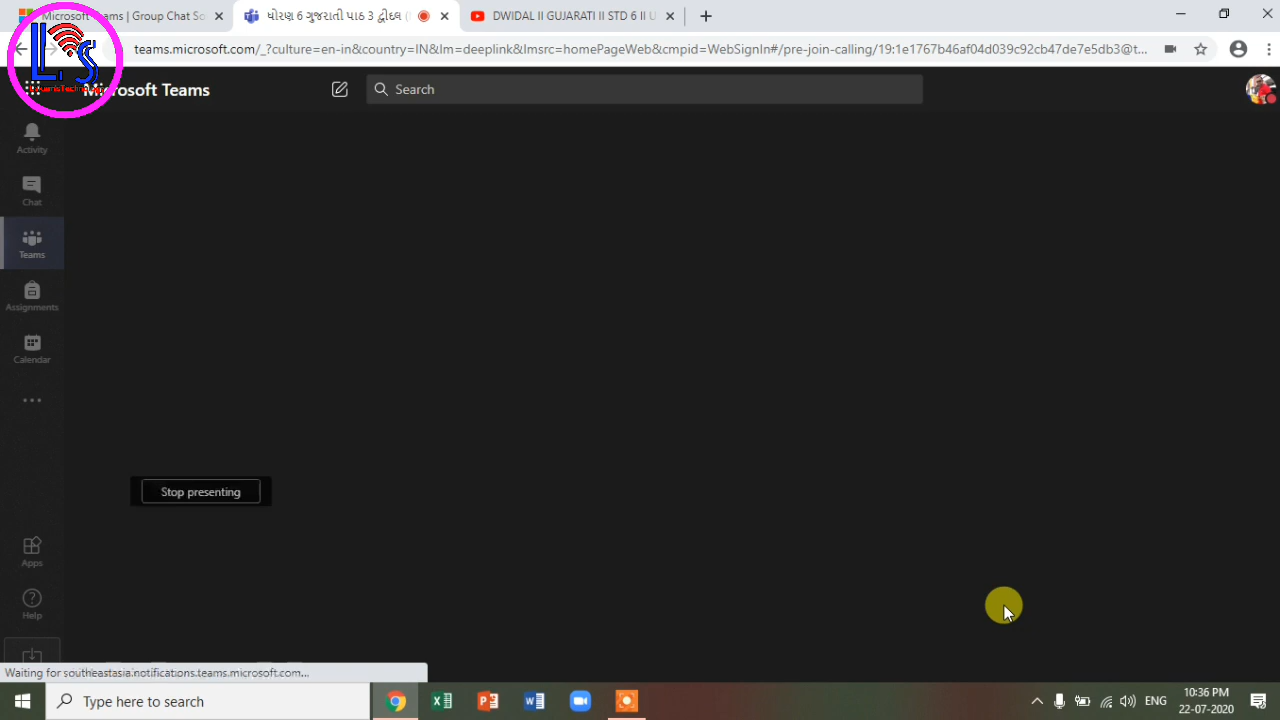 Microsoft Teams | Group Chat So
ધોરણ 6 ગુજરાતી પાઠ 3 દ્વીદલ (
DWIDAL II GUJARATI II STD 6 II U
teams.microsoft.com/_?culture=en-in&country=IN&lm=deeplink&lmsrc=homePageWeb&cmpid=WebSignIn#/pre-join-calling/19:1e1767b46af04d039c92cb47de7e5db3@t...
LS
Microsoft Teams
Search
Activity
Chat
Teams
Assignments
Calendar
Stop presenting
Apps
Help
Waiting for southeastasia.notifications.teams.microsoft.com...
Type here to search
ENG
10:36 PM
22-07-2020